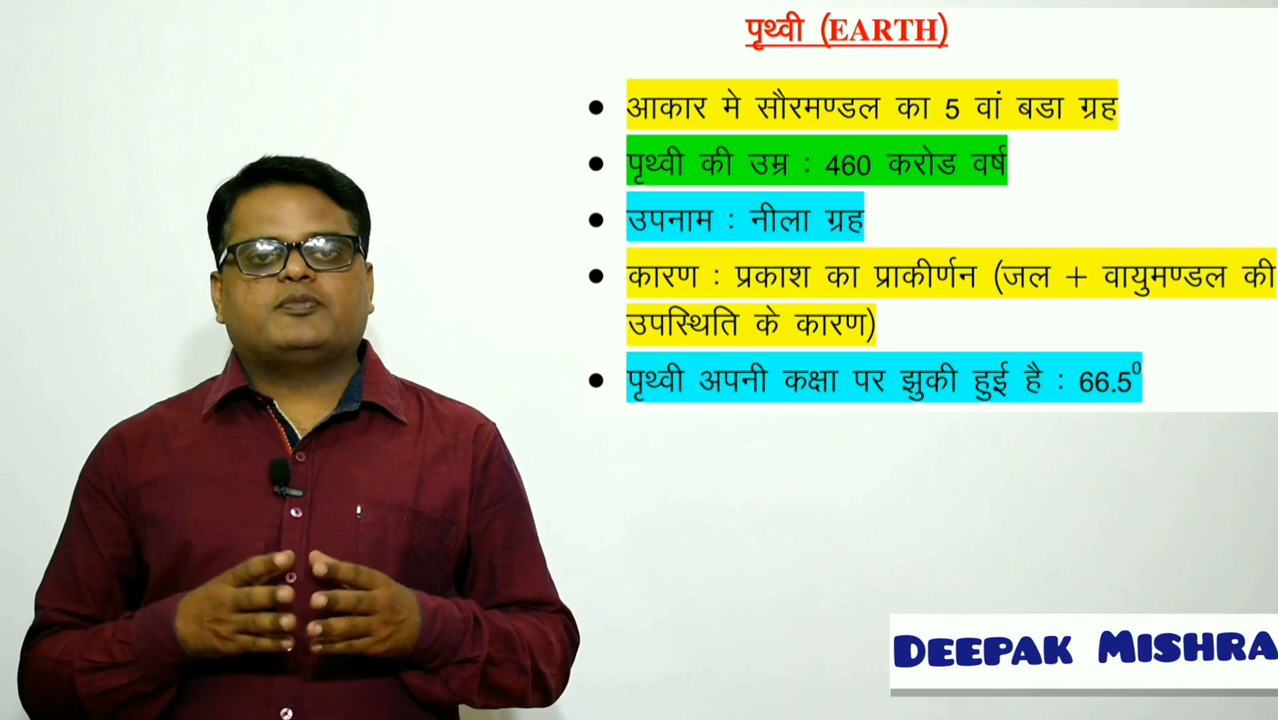 पृथ्वी (EARTH)
• आकार मे सौरमण्डल का 5 वां बडा ग्रह
• पृथ्वी की उम्र : 460 करोड वर्ष
• उपनाम : नीला ग्रह
• कारण : प्रकाश का प्राकीर्णन (जल + वायुमण्डल की
उपस्थिति के कारण)
• पृथ्वी अपनी कक्षा पर झुकी हुई है : 66.5⁰
DEEPAK MISHRA